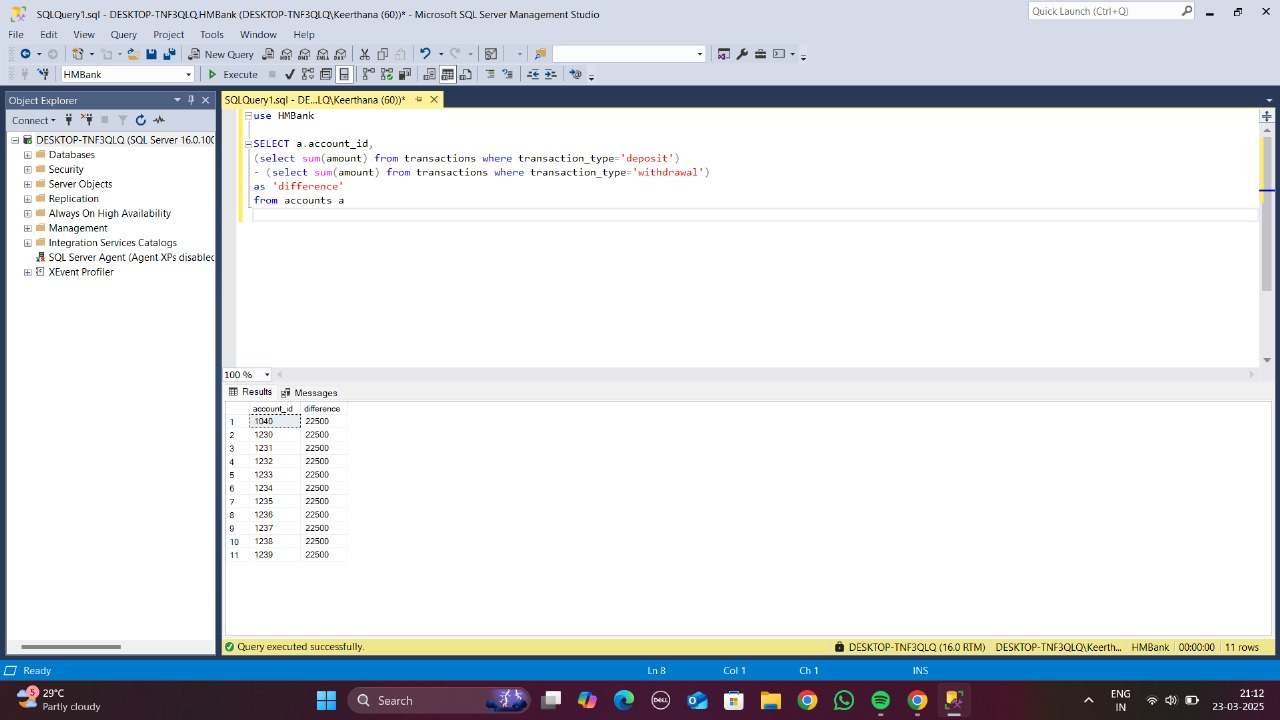 SQLQuery1.sql - DESKTOP-TNF3QLQ.HMBank (DESKTOP-TNF3QLQ\Keerthana (60))* - Microsoft SQL Server Management Studio
Quick Launch (Ctrl+Q)
File Edit View Query Project Tools Window Help
New Query
HMBank Execute
Object Explorer
SQLQuery1.sql - DE...LQ\Keerthana (60))*
Connect
DESKTOP-TNF3QLQ (SQL Server 16.0.100
Databases
Security
Server Objects
Replication
Always On High Availability
Management
Integration Services Catalogs
SQL Server Agent (Agent XPs disabled
XEvent Profiler
use HMBank
SELECT a.account_id,
(select sum(amount) from transactions where transaction_type='deposit')
- (select sum(amount) from transactions where transaction_type='withdrawal')
as 'difference'
from accounts a
100 %
Results Messages
account_id difference
1 1040 22500
2 1230 22500
3 1231 22500
4 1232 22500
5 1233 22500
6 1234 22500
7 1235 22500
8 1236 22500
9 1237 22500
10 1238 22500
11 1239 22500
Query executed successfully. DESKTOP-TNF3QLQ (16.0 RTM) DESKTOP-TNF3QLQ\Keerth... HMBank 00:00:00 11 rows
Ready Ln 8 Col 1 Ch 1 INS
5
29°C
Partly cloudy
Search
DELL
ENG
IN
21:12
23-03-2025